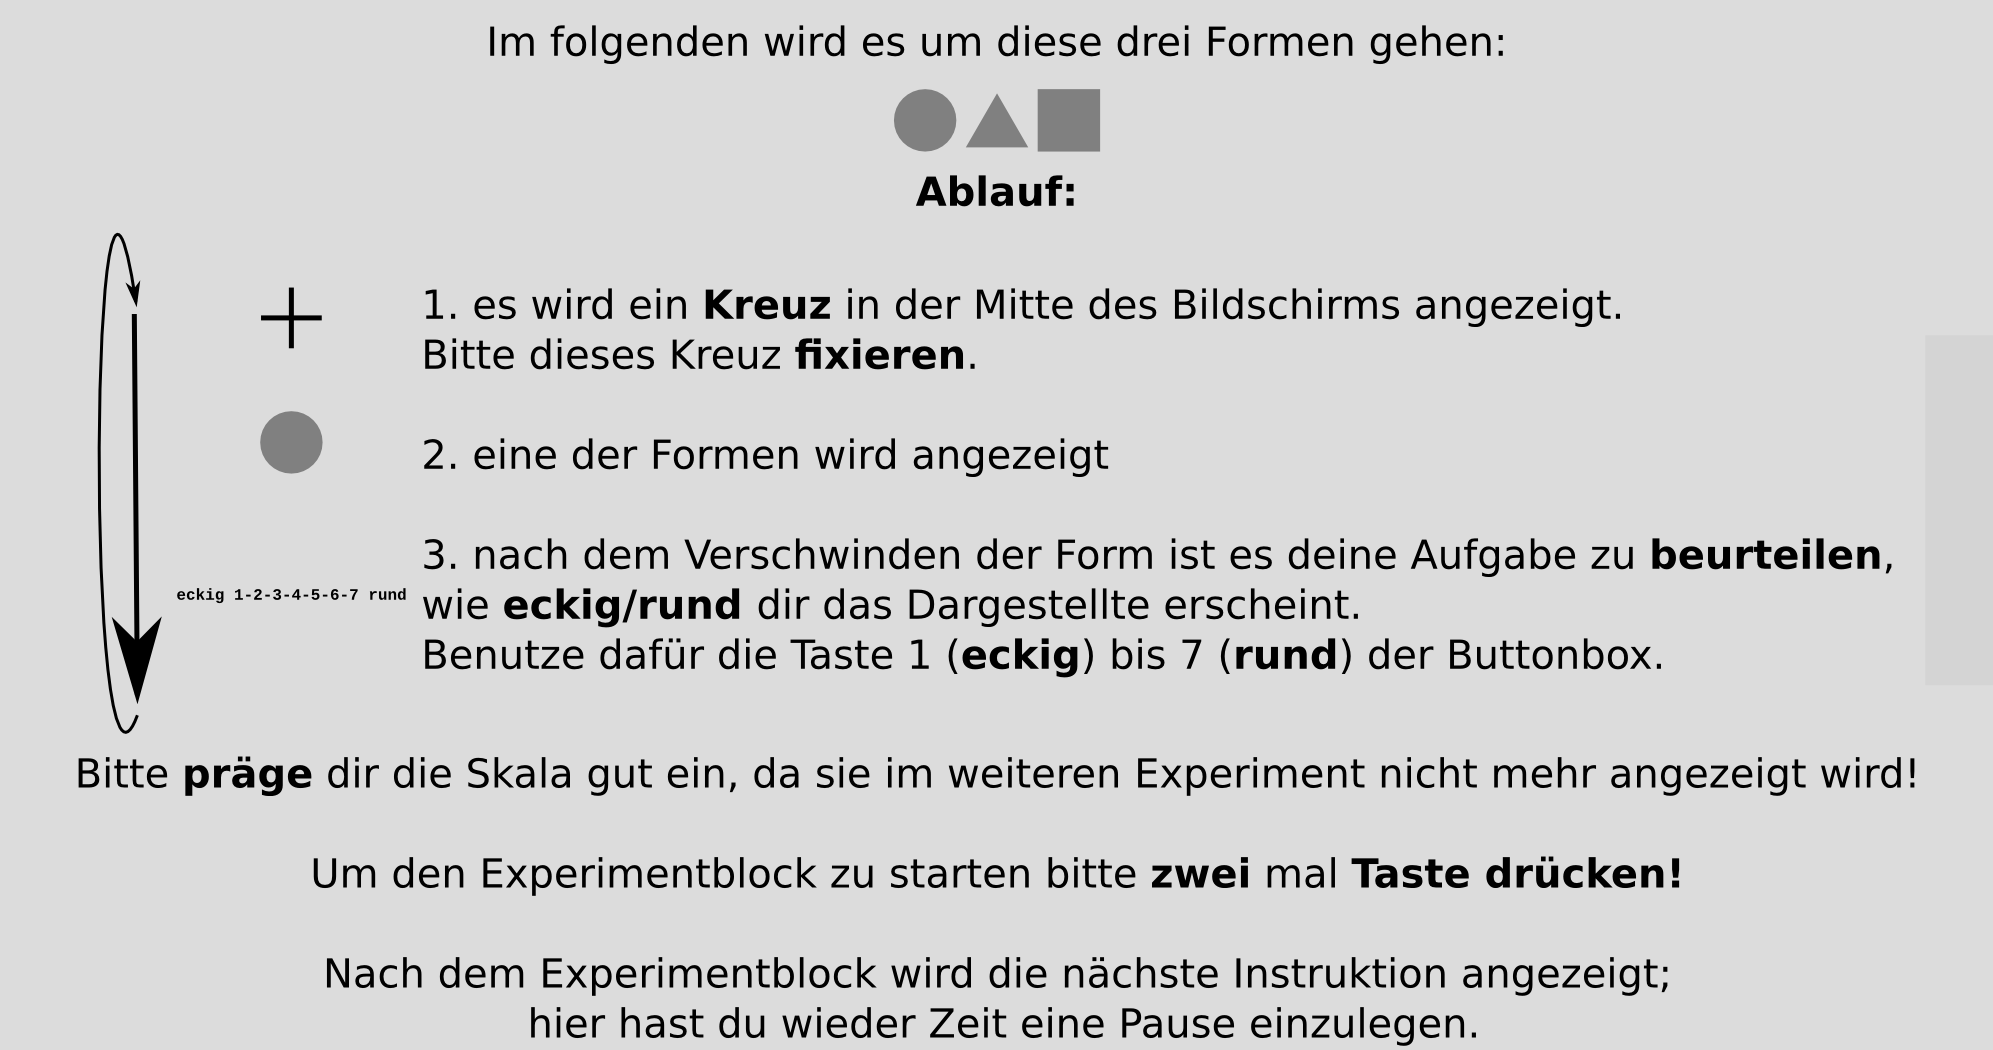 Im folgenden wird es um diese drei Formen gehen:
Ablauf:
1. es wird ein Kreuz in der Mitte des Bildschirms angezeigt.
Bitte dieses Kreuz fixieren.
2. eine der Formen wird angezeigt
3. nach dem Verschwinden der Form ist es deine Aufgabe zu beurteilen,
eckig 1-2-3-4-5-6-7 rund
wie eckig/rund dir das Dargestellte erscheint.
Benutze dafür die Taste 1 (eckig) bis 7 (rund) der Buttonbox.
Bitte präge dir die Skala gut ein, da sie im weiteren Experiment nicht mehr angezeigt wird!
Um den Experimentblock zu starten bitte zwei mal Taste drücken!
Nach dem Experimentblock wird die nächste Instruktion angezeigt;
hier hast du wieder Zeit eine Pause einzulegen.